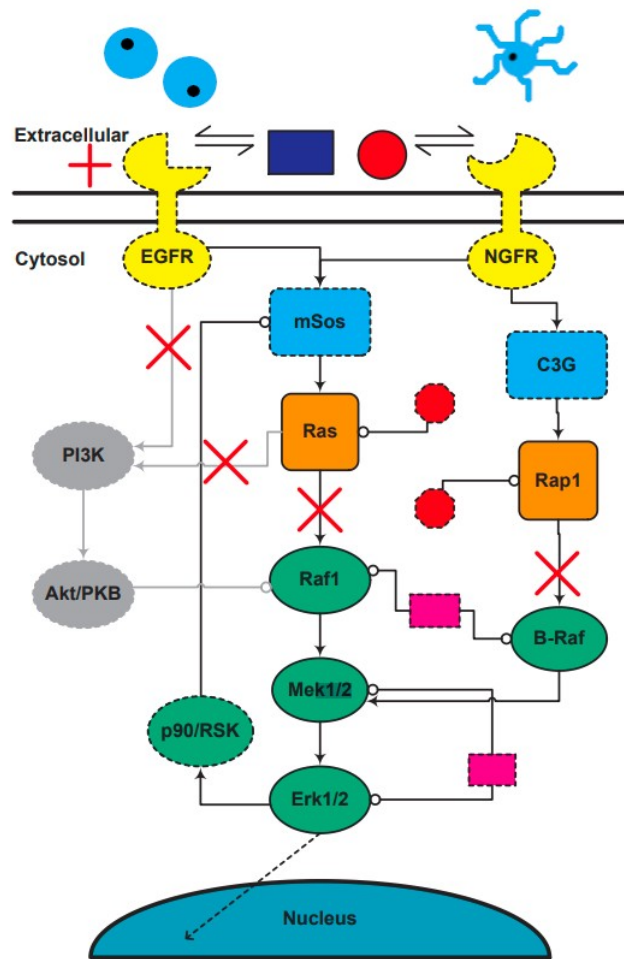 Extracellular
Cytosol
EGFR
NGFR
mSos
C3G
Ras
PI3K
Rap1
Raf1
Akt/PKB
B-Raf
Mek1/2
p90/RSK
Erk1/2
Nucleus